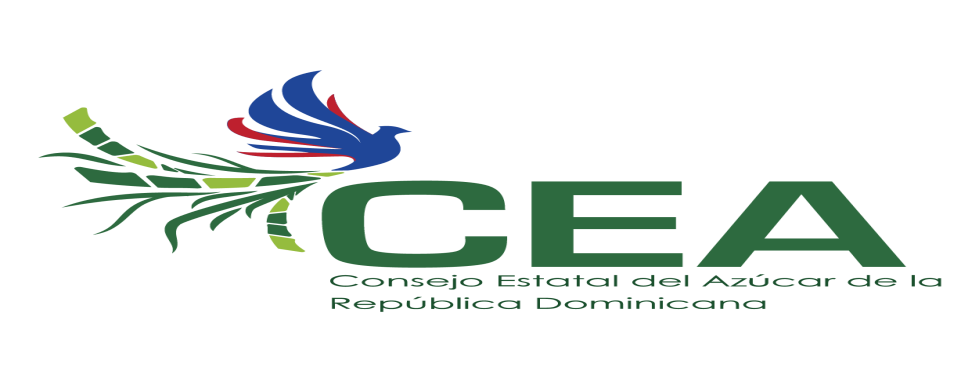 CEA
Consejo Estatal del Azúcar de la
República Dominicana